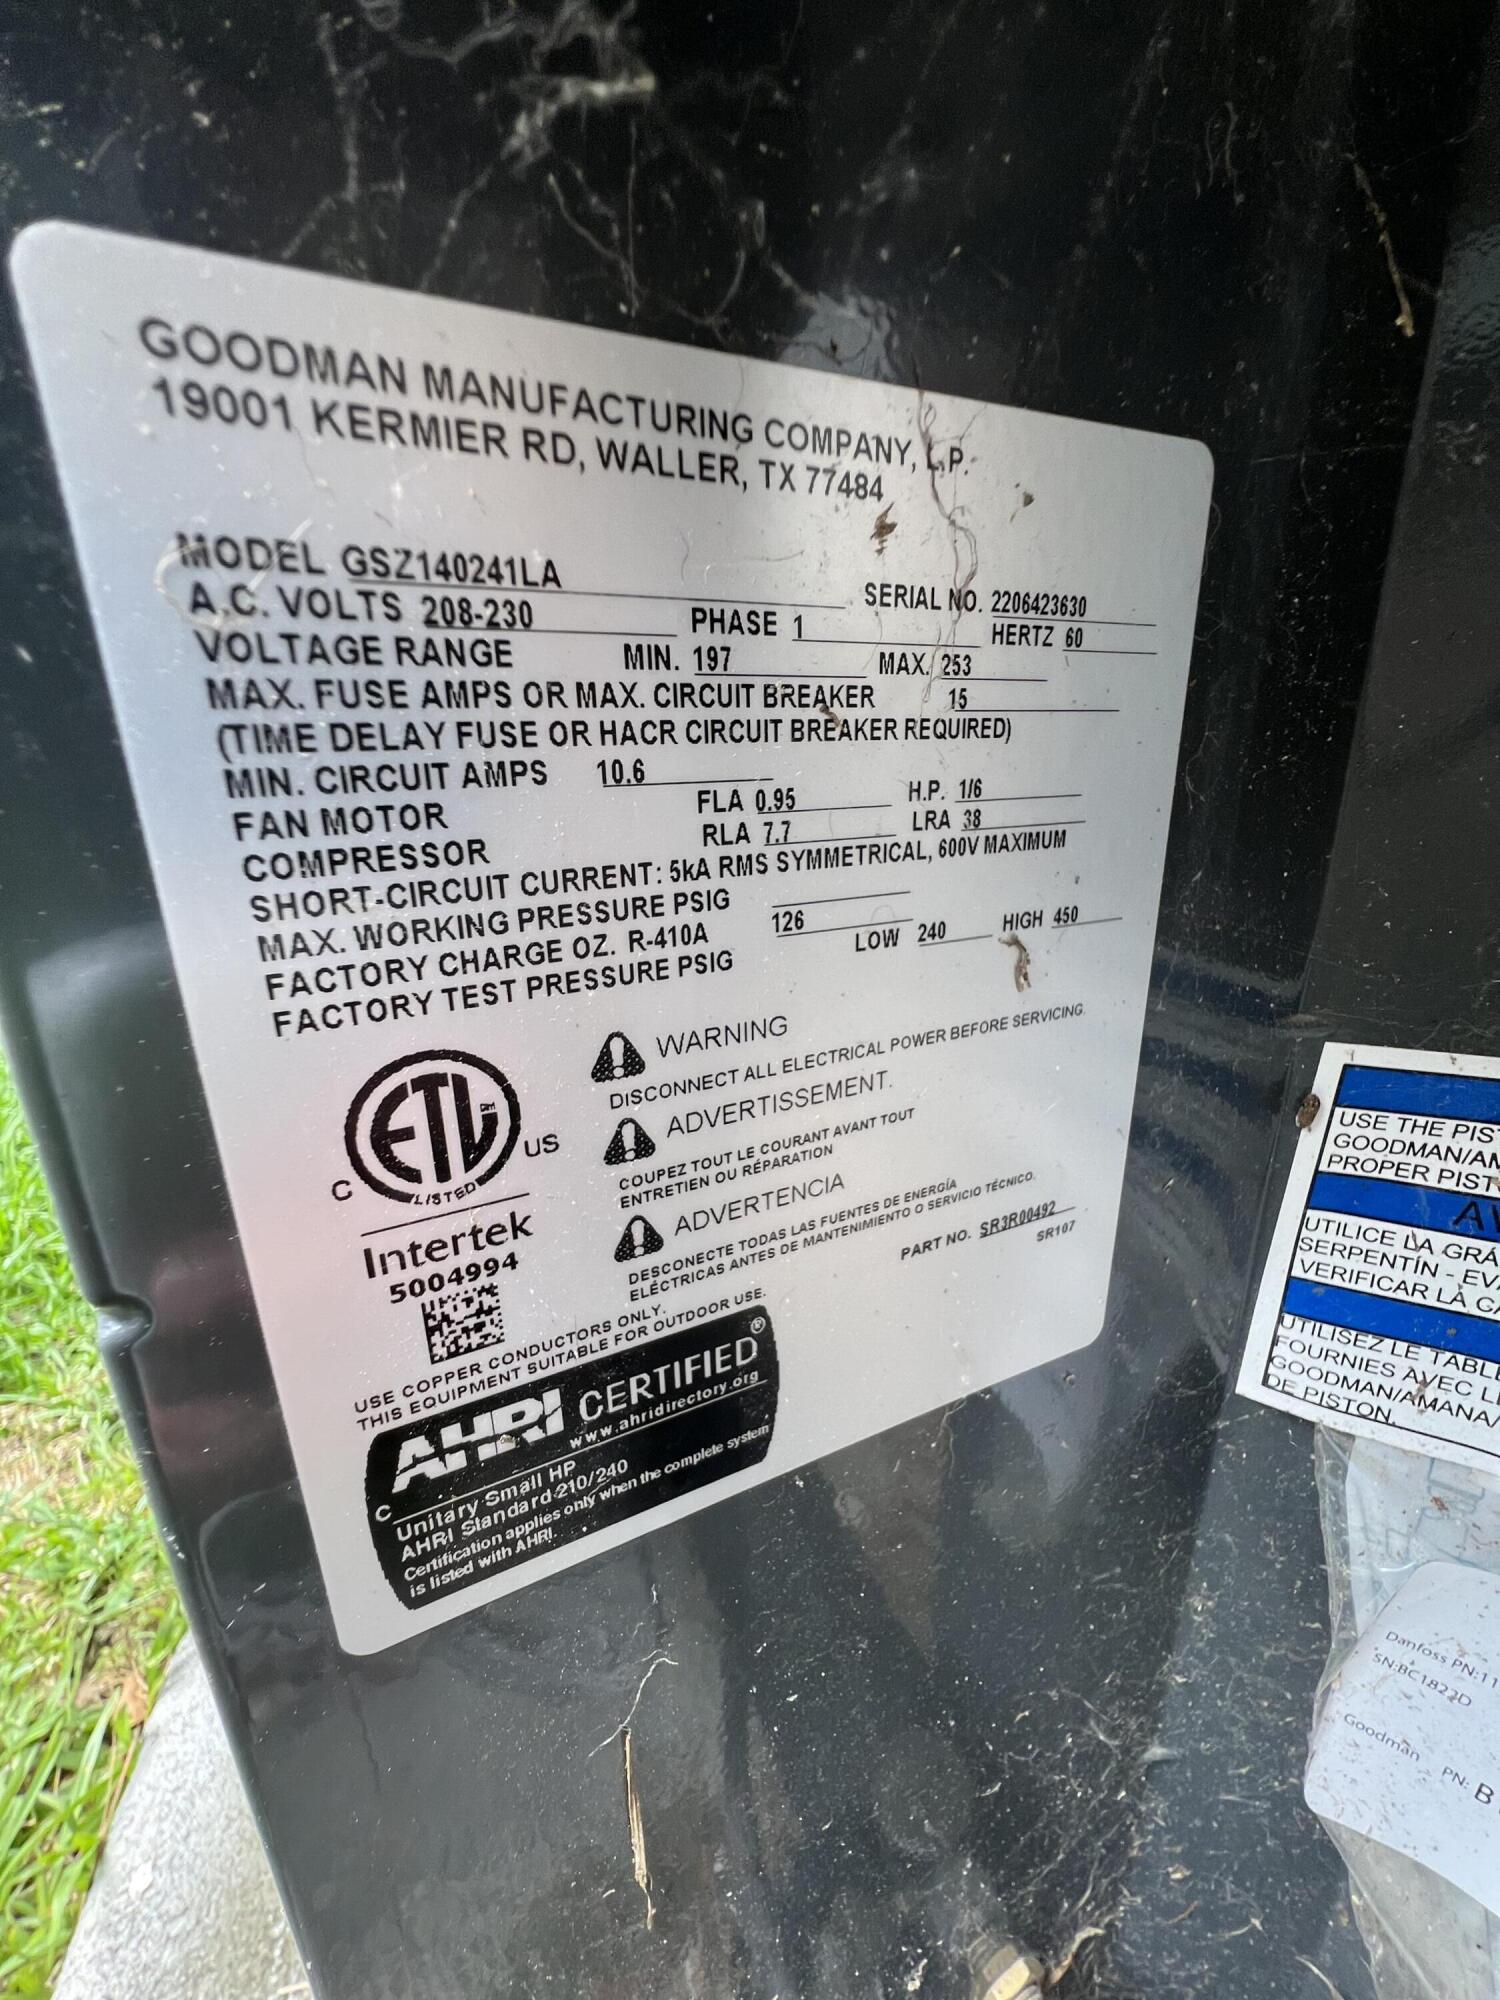 GOODMAN MANUFACTURING COMPANY, L.P.
19001 KERMIER RD, WALLER, TX 77484
MODEL GSZ140241LA SERIAL NO. 2206423630
A.C. VOLTS 208-230 PHASE 1 HERTZ 60
VOLTAGE RANGE MIN. 197 MAX. 253
MAX. FUSE AMPS OR MAX. CIRCUIT BREAKER 15
(TIME DELAY FUSE OR HACR CIRCUIT BREAKER REQUIRED)
MIN. CIRCUIT AMPS 10.6
FAN MOTOR FLA 0.95 H.P. 1/6
COMPRESSOR RLA 7.7 LRA 38
SHORT-CIRCUIT CURRENT: 5kA RMS SYMMETRICAL, 600V MAXIMUM
MAX. WORKING PRESSURE PSIG
FACTORY CHARGE OZ. R-410A 126
FACTORY TEST PRESSURE PSIG LOW 240 HIGH 450
WARNING
DISCONNECT ALL ELECTRICAL POWER BEFORE SERVICING.
ADVERTISSEMENT.
COUPEZ TOUT LE COURANT AVANT TOUT
ENTRETIEN OU RÉPARATION
ADVERTENCIA
DESCONECTE TODAS LAS FUENTES DE ENERGÍA
ELÉCTRICAS ANTES DE MANTENIMIENTO O SERVICIO TÉCNICO.
PART NO. SR3R00492
SR107
ETL
LISTED
C US
Intertek
5004994
USE COPPER CONDUCTORS ONLY.
THIS EQUIPMENT SUITABLE FOR OUTDOOR USE.
AHRI CERTIFIED®
www.ahridirectory.org
C
Unitary Small HP
AHRI Standard 210/240
Certification applies only when the complete system
is listed with AHRI.
USE THE PIS
GOODMAN/AM
PROPER PIST
AV
UTILICE LA GRÁ
SERPENTÍN - EVA
VERIFICAR LA CA
UTILISEZ LE TABLE
FOURNIES AVEC LE
GOODMAN/AMANA/
DE PISTON.
Danfoss PN:11
SN:BC1822D
Goodman PN: B